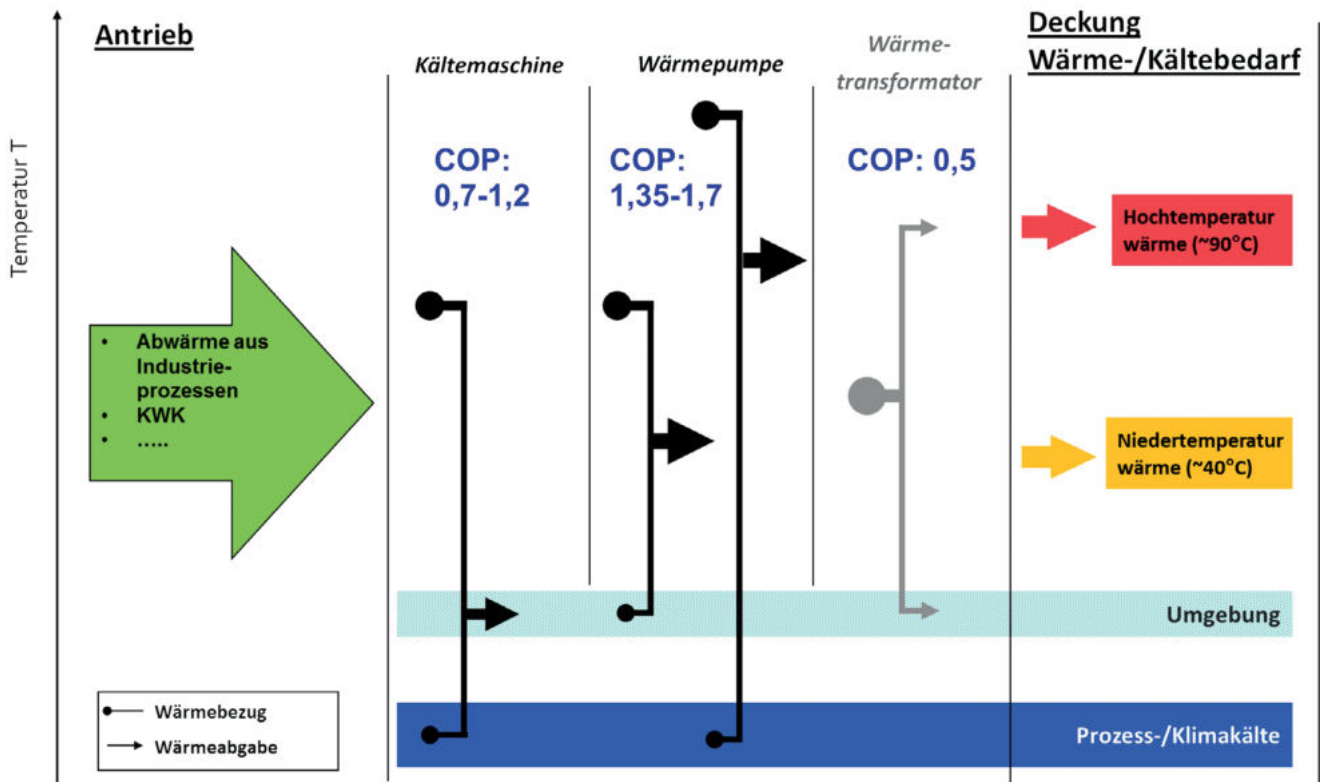 Temperatur T
Antrieb
Kältemaschine
Wärmepumpe
Wärme-
transformator
Deckung
Wärme-/Kältebedarf
COP:
0,7-1,2
COP:
1,35-1,7
COP: 0,5
Hochtemperatur
wärme (~90°C)
• Abwärme aus
Industrie-
prozessen
• KWK
• .....
Niedertemperatur
wärme (~40°C)
Umgebung
Prozess-/Klimakälte
Wärmebezug
Wärmeabgabe